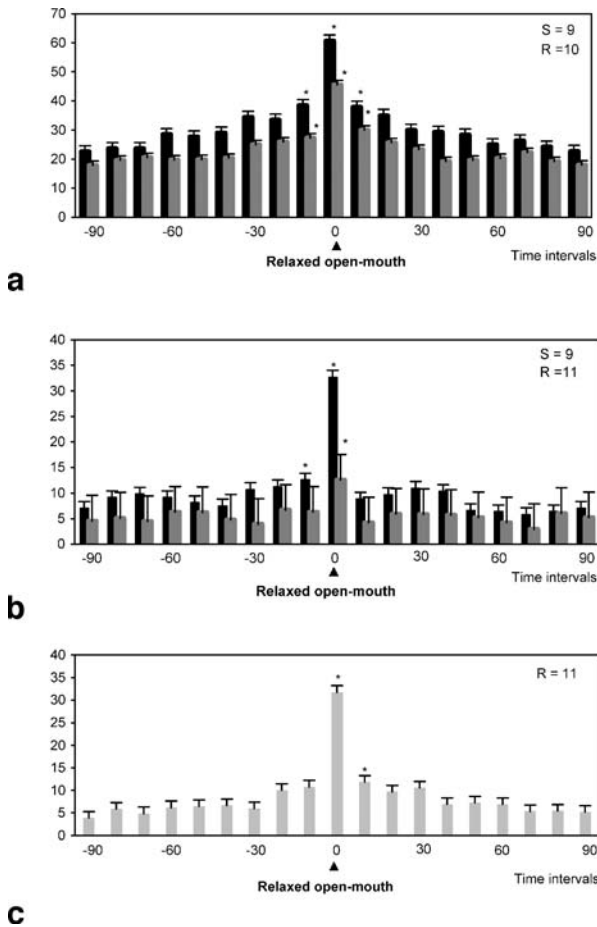 70
S = 9
60
R = 10
50
40
30
20
10
0
-90 -60 -30 0 30 60 90
Relaxed open-mouth
Time intervals
a
40
S = 9
35
R =11
30
25
20
15
10
5
0
-90 -60 -30 0 30 60 90
Time intervals
Relaxed open-mouth
b
40
R = 11
35
30
25
20
15
10
5
0
-90 -60 -30 0 30 60 90
Relaxed open-mouth
Time intervals
c